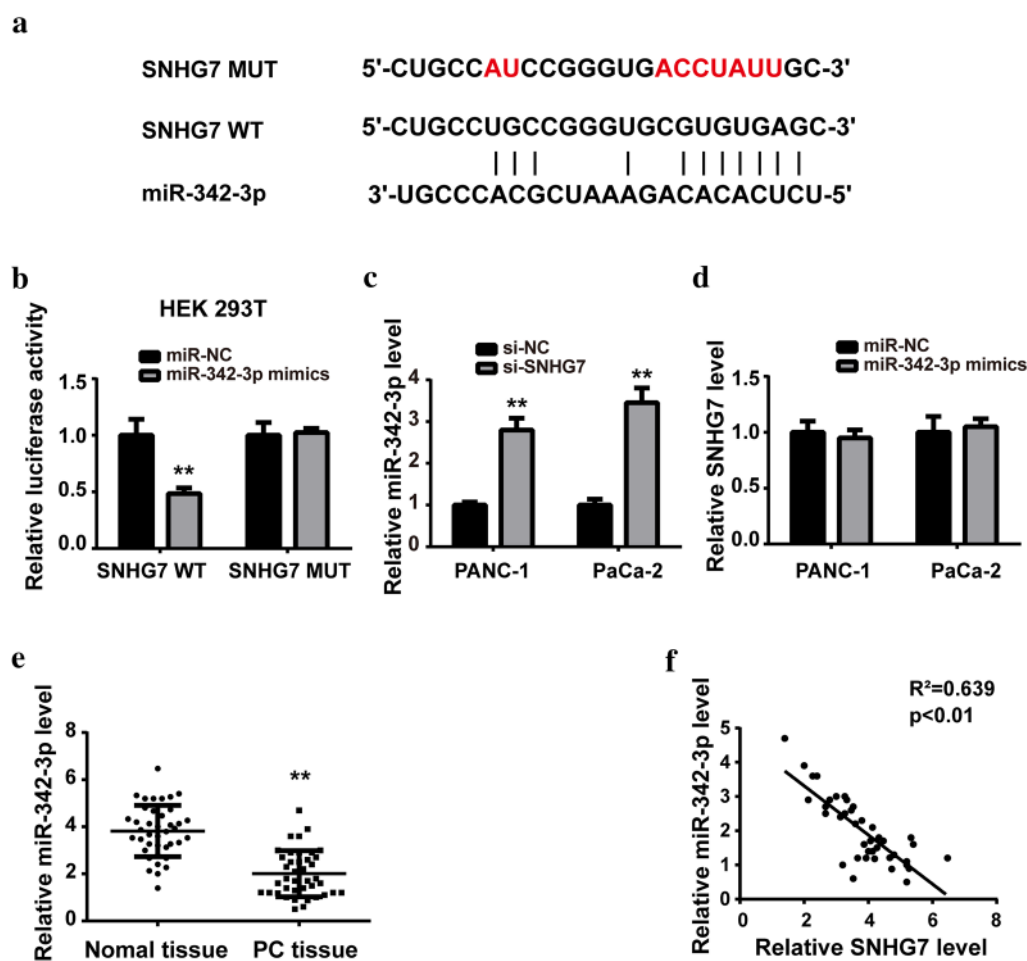 a
SNHG7 MUT 5'-CUGCCAUCCGGGUGACCUAUUGC-3'
SNHG7 WT 5'-CUGCCUGCCGGGUGCGUGUGAGC-3'
miR-342-3p 3'-UGCCCACGCUAAAGACACACUCU-5'
b
HEK 293T
miR-NC
miR-342-3p mimics
Relative luciferase activity
1.5
1.0
0.5
0.0
**
SNHG7 WT SNHG7 MUT
c
si-NC
si-SNHG7
Relative miR-342-3p level
4
3
2
1
0
**
**
PANC-1 PaCa-2
d
miR-NC
miR-342-3p mimics
Relative SNHG7 level
1.5
1.0
0.5
0.0
PANC-1 PaCa-2
e
Relative miR-342-3p level
8
6
4
2
0
**
Nomal tissue PC tissue
f
R²=0.639
p<0.01
Relative miR-342-3p level
5
4
3
2
1
0
0 2 4 6 8
Relative SNHG7 level